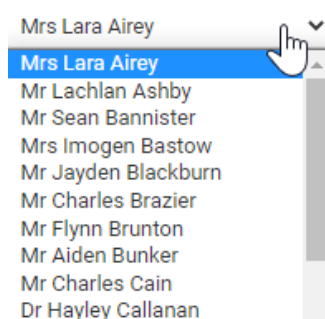 Mrs Lara Airey
Mrs Lara Airey
Mr Lachlan Ashby
Mr Sean Bannister
Mrs Imogen Bastow
Mr Jayden Blackburn
Mr Charles Brazier
Mr Flynn Brunton
Mr Aiden Bunker
Mr Charles Cain
Dr Hayley Callanan